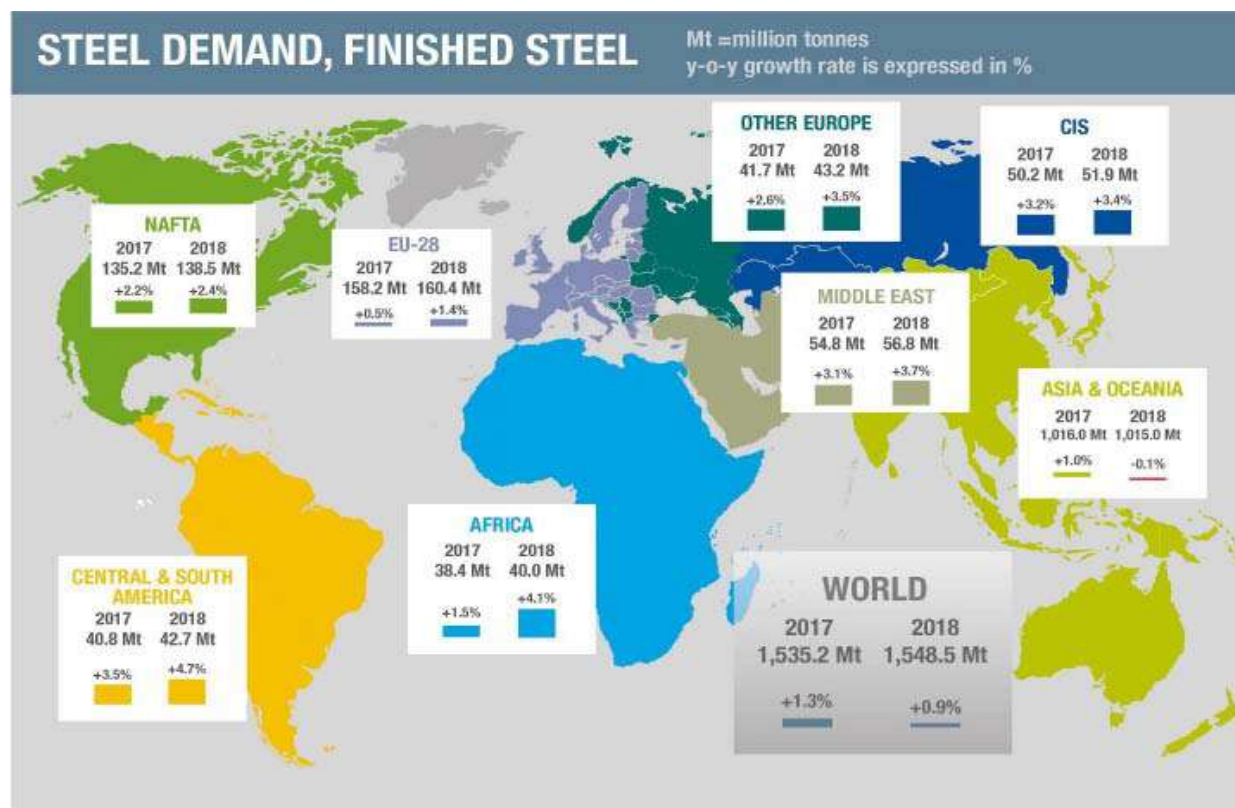 STEEL DEMAND, FINISHED STEEL
Mt =million tonnes
y-o-y growth rate is expressed in %
OTHER EUROPE
2017 2018
41.7 Mt 43.2 Mt
+2.6% +3.5%
CIS
2017 2018
50.2 Mt 51.9 Mt
+3.2% +3.4%
NAFTA
2017 2018
135.2 Mt 138.5 Mt
+2.2% +2.4%
EU-28
2017 2018
158.2 Mt 160.4 Mt
+0.5% +1.4%
MIDDLE EAST
2017 2018
54.8 Mt 56.8 Mt
+3.1% +3.7%
ASIA & OCEANIA
2017 2018
1,016.0 Mt 1,015.0 Mt
+1.0% -0.1%
AFRICA
2017 2018
38.4 Mt 40.0 Mt
+1.5% +4.1%
CENTRAL & SOUTH
AMERICA
2017 2018
40.8 Mt 42.7 Mt
+3.5% +4.7%
WORLD
2017 2018
1,535.2 Mt 1,548.5 Mt
+1.3% +0.9%